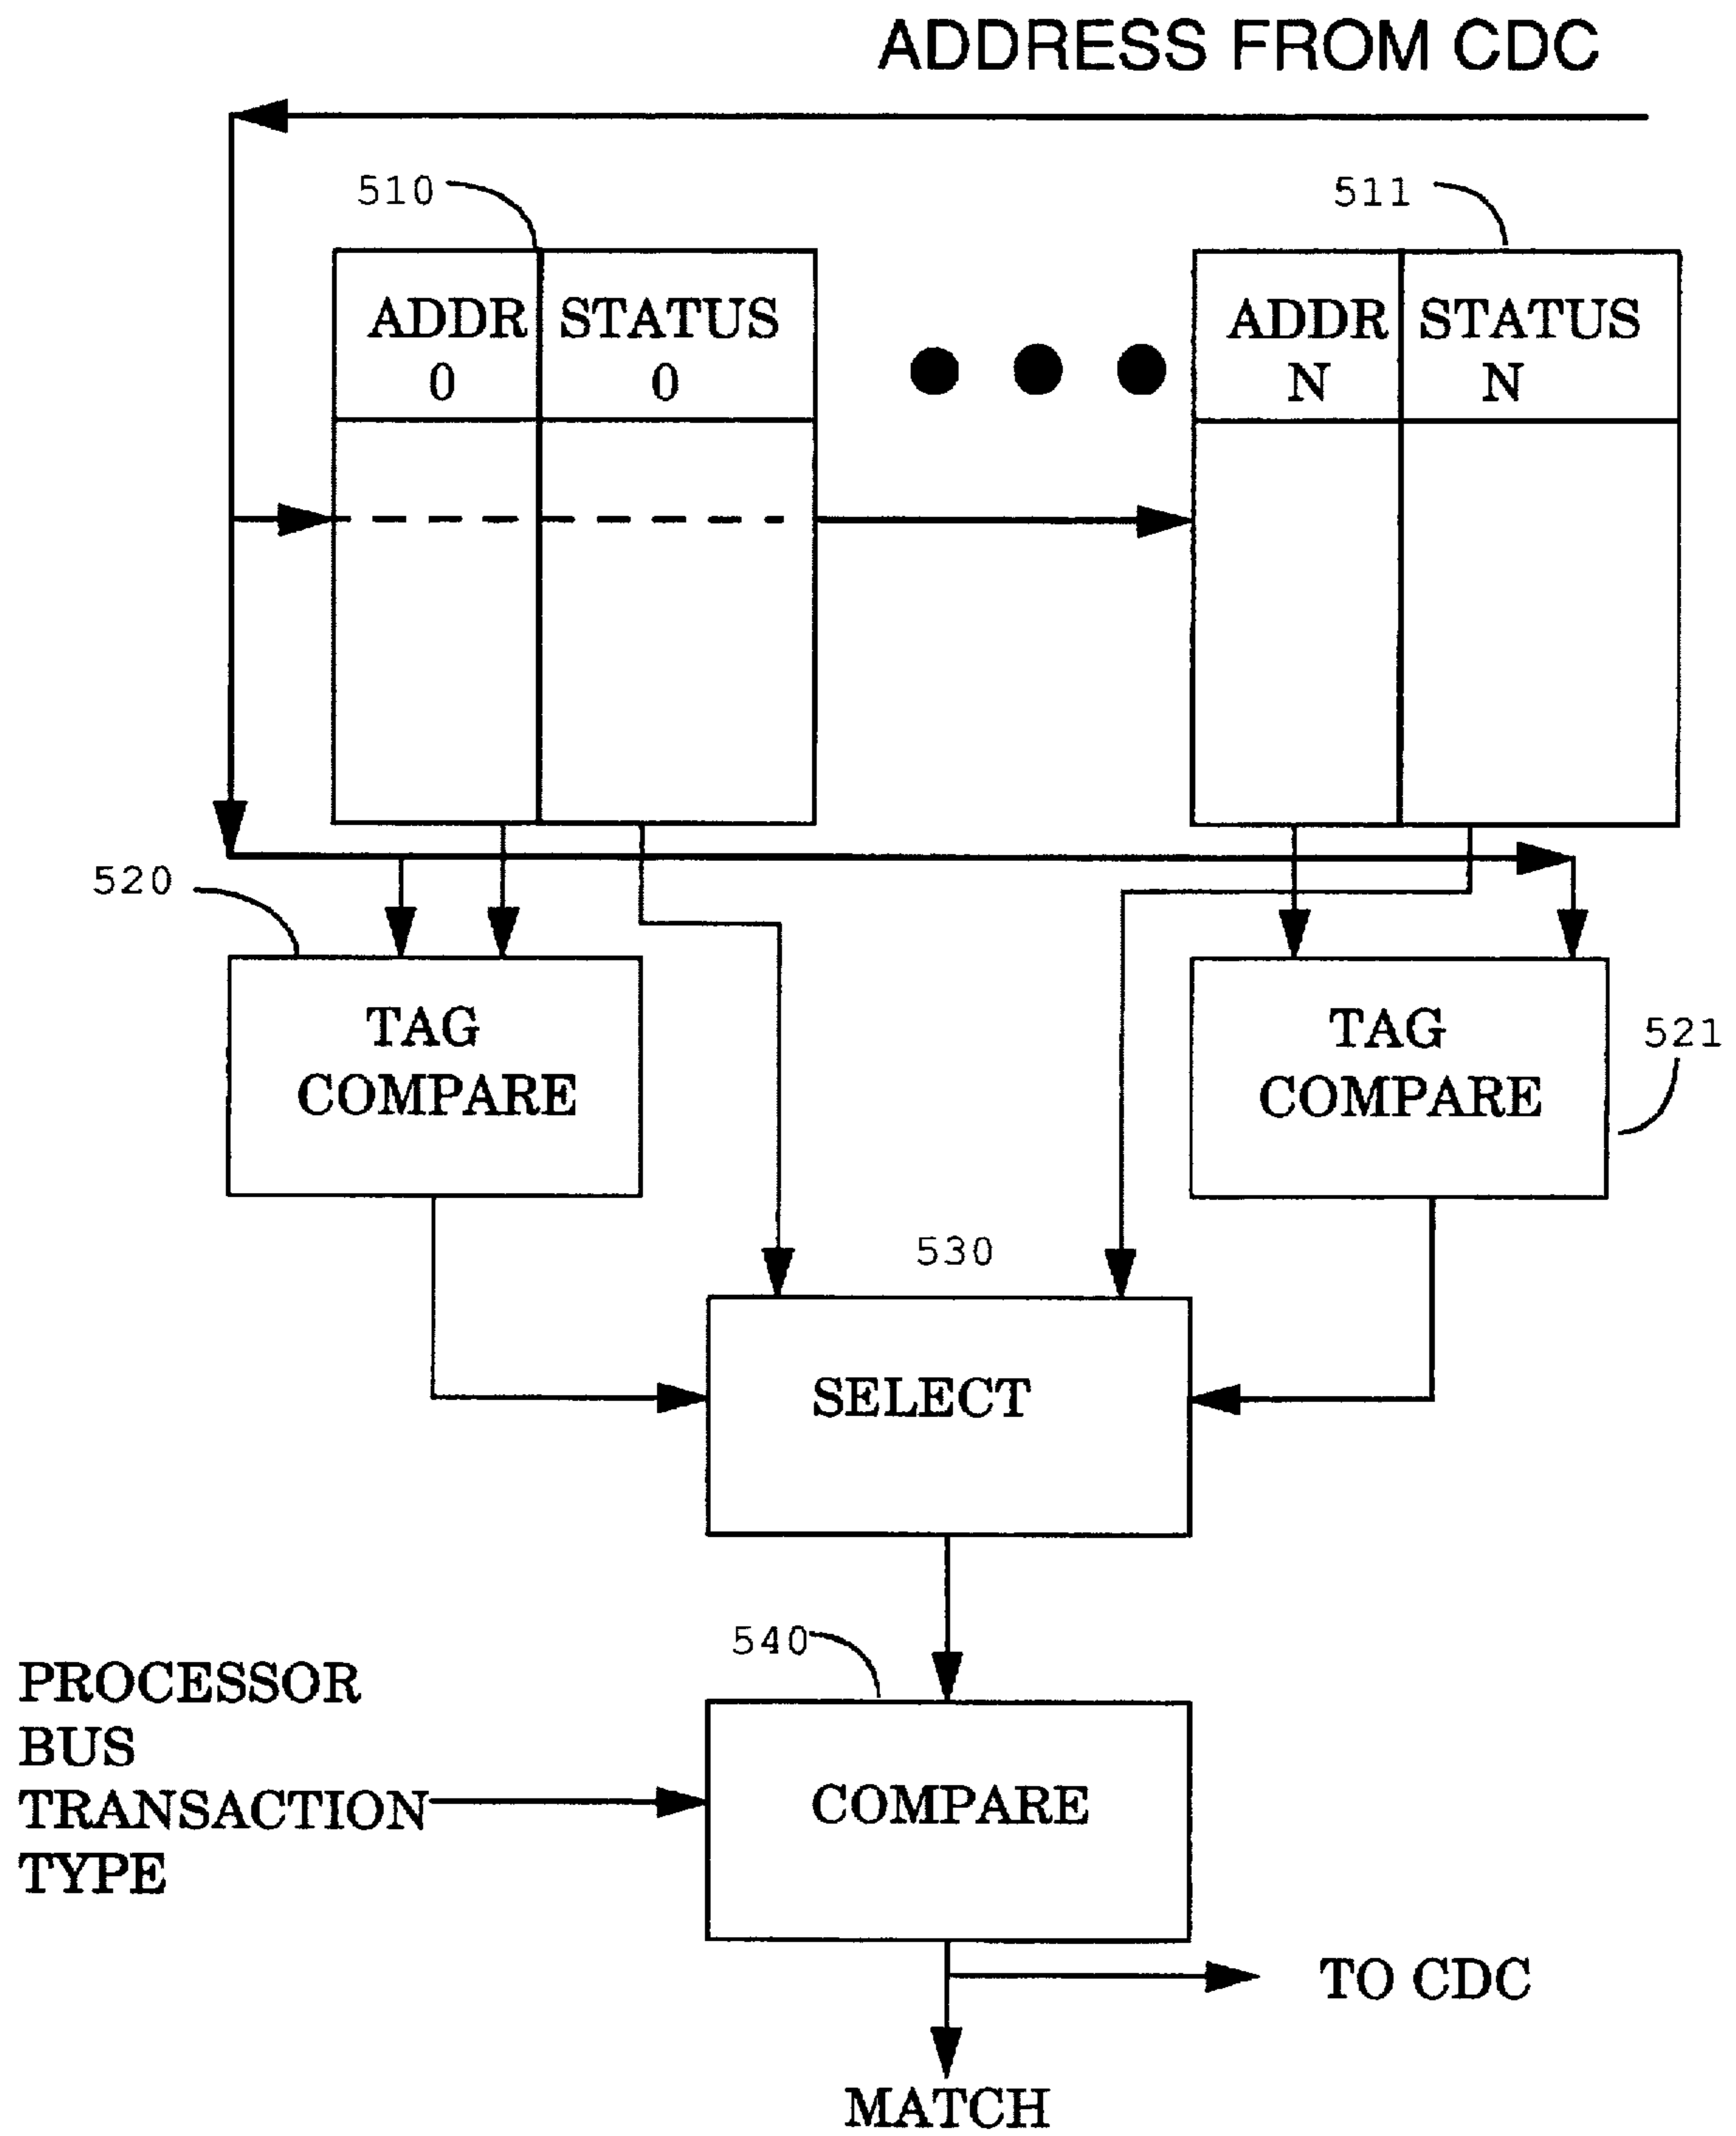 ADDRESS FROM CDC
510
511
ADDR
0
STATUS
0
ADDR
N
STATUS
N
520
TAG
COMPARE
TAG
COMPARE
521
530
SELECT
540
PROCESSOR
BUS
TRANSACTION
TYPE
COMPARE
TO CDC
MATCH